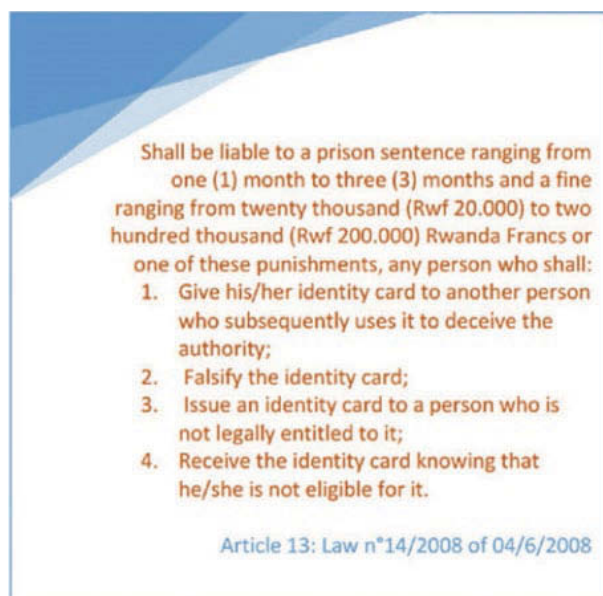 Shall be liable to a prison sentence ranging from
one (1) month to three (3) months and a fine
ranging from twenty thousand (Rwf 20.000) to two
hundred thousand (Rwf 200.000) Rwanda Francs or
one of these punishments, any person who shall:
1. Give his/her identity card to another person
who subsequently uses it to deceive the
authority;
2. Falsify the identity card;
3. Issue an identity card to a person who is
not legally entitled to it;
4. Receive the identity card knowing that
he/she is not eligible for it.
Article 13: Law n°14/2008 of 04/6/2008